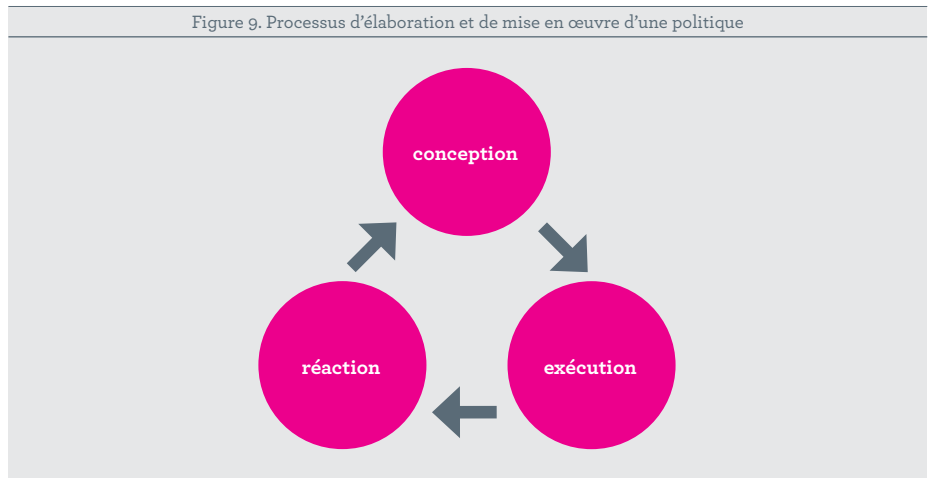 Figure 9. Processus d’élaboration et de mise en œuvre d’une politique
conception
réaction
exécution